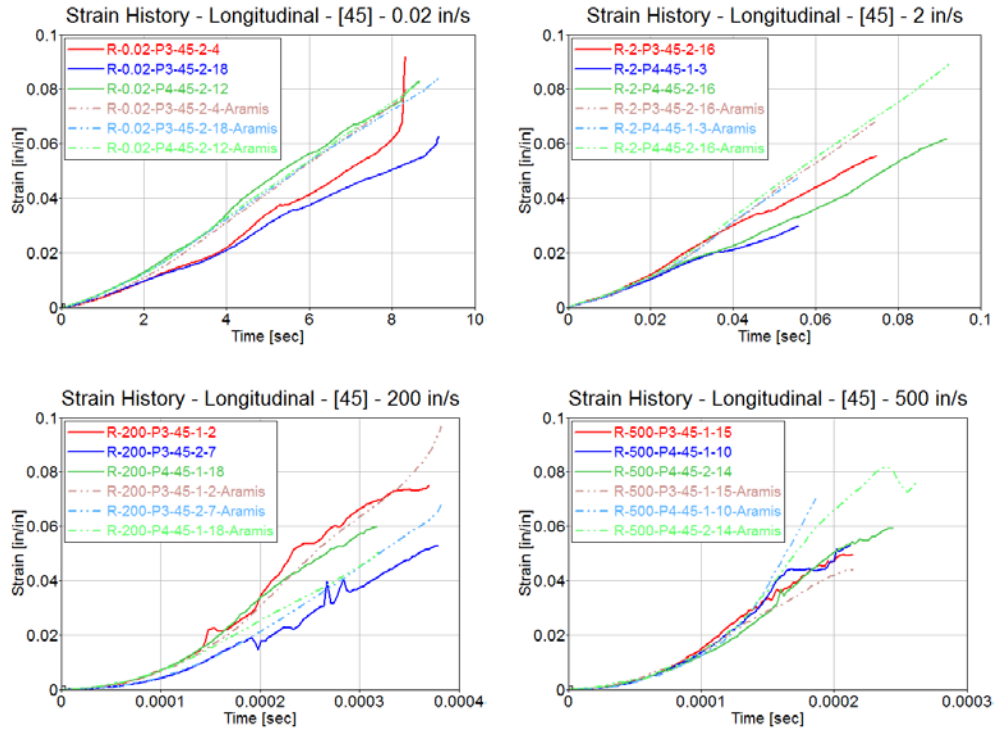 Strain History - Longitudinal - [45] - 0.02 in/s
0.1
0.08
0.06
0.04
0.02
0
Strain [in/in]
R-0.02-P3-45-2-4
R-0.02-P3-45-2-18
R-0.02-P4-45-2-12
R-0.02-P3-45-2-4-Aramis
R-0.02-P3-45-2-18-Aramis
R-0.02-P4-45-2-12-Aramis
0 2 4 6 8 10
Time [sec]
Strain History - Longitudinal - [45] - 2 in/s
0.1
0.08
0.06
0.04
0.02
0
Strain [in/in]
R-2-P3-45-2-16
R-2-P4-45-1-3
R-2-P4-45-2-16
R-2-P3-45-2-16-Aramis
R-2-P4-45-1-3-Aramis
R-2-P4-45-2-16-Aramis
0 0.02 0.04 0.06 0.08 0.1
Time [sec]
Strain History - Longitudinal - [45] - 200 in/s
0.1
0.08
0.06
0.04
0.02
0
Strain [in/in]
R-200-P3-45-1-2
R-200-P3-45-2-7
R-200-P4-45-1-18
R-200-P3-45-1-2-Aramis
R-200-P3-45-2-7-Aramis
R-200-P4-45-1-18-Aramis
0 0.0001 0.0002 0.0003 0.0004
Time [sec]
Strain History - Longitudinal - [45] - 500 in/s
0.1
0.08
0.06
0.04
0.02
0
Strain [in/in]
R-500-P3-45-1-15
R-500-P4-45-1-10
R-500-P4-45-2-14
R-500-P3-45-1-15-Aramis
R-500-P4-45-1-10-Aramis
R-500-P4-45-2-14-Aramis
0 0.0001 0.0002 0.0003
Time [sec]